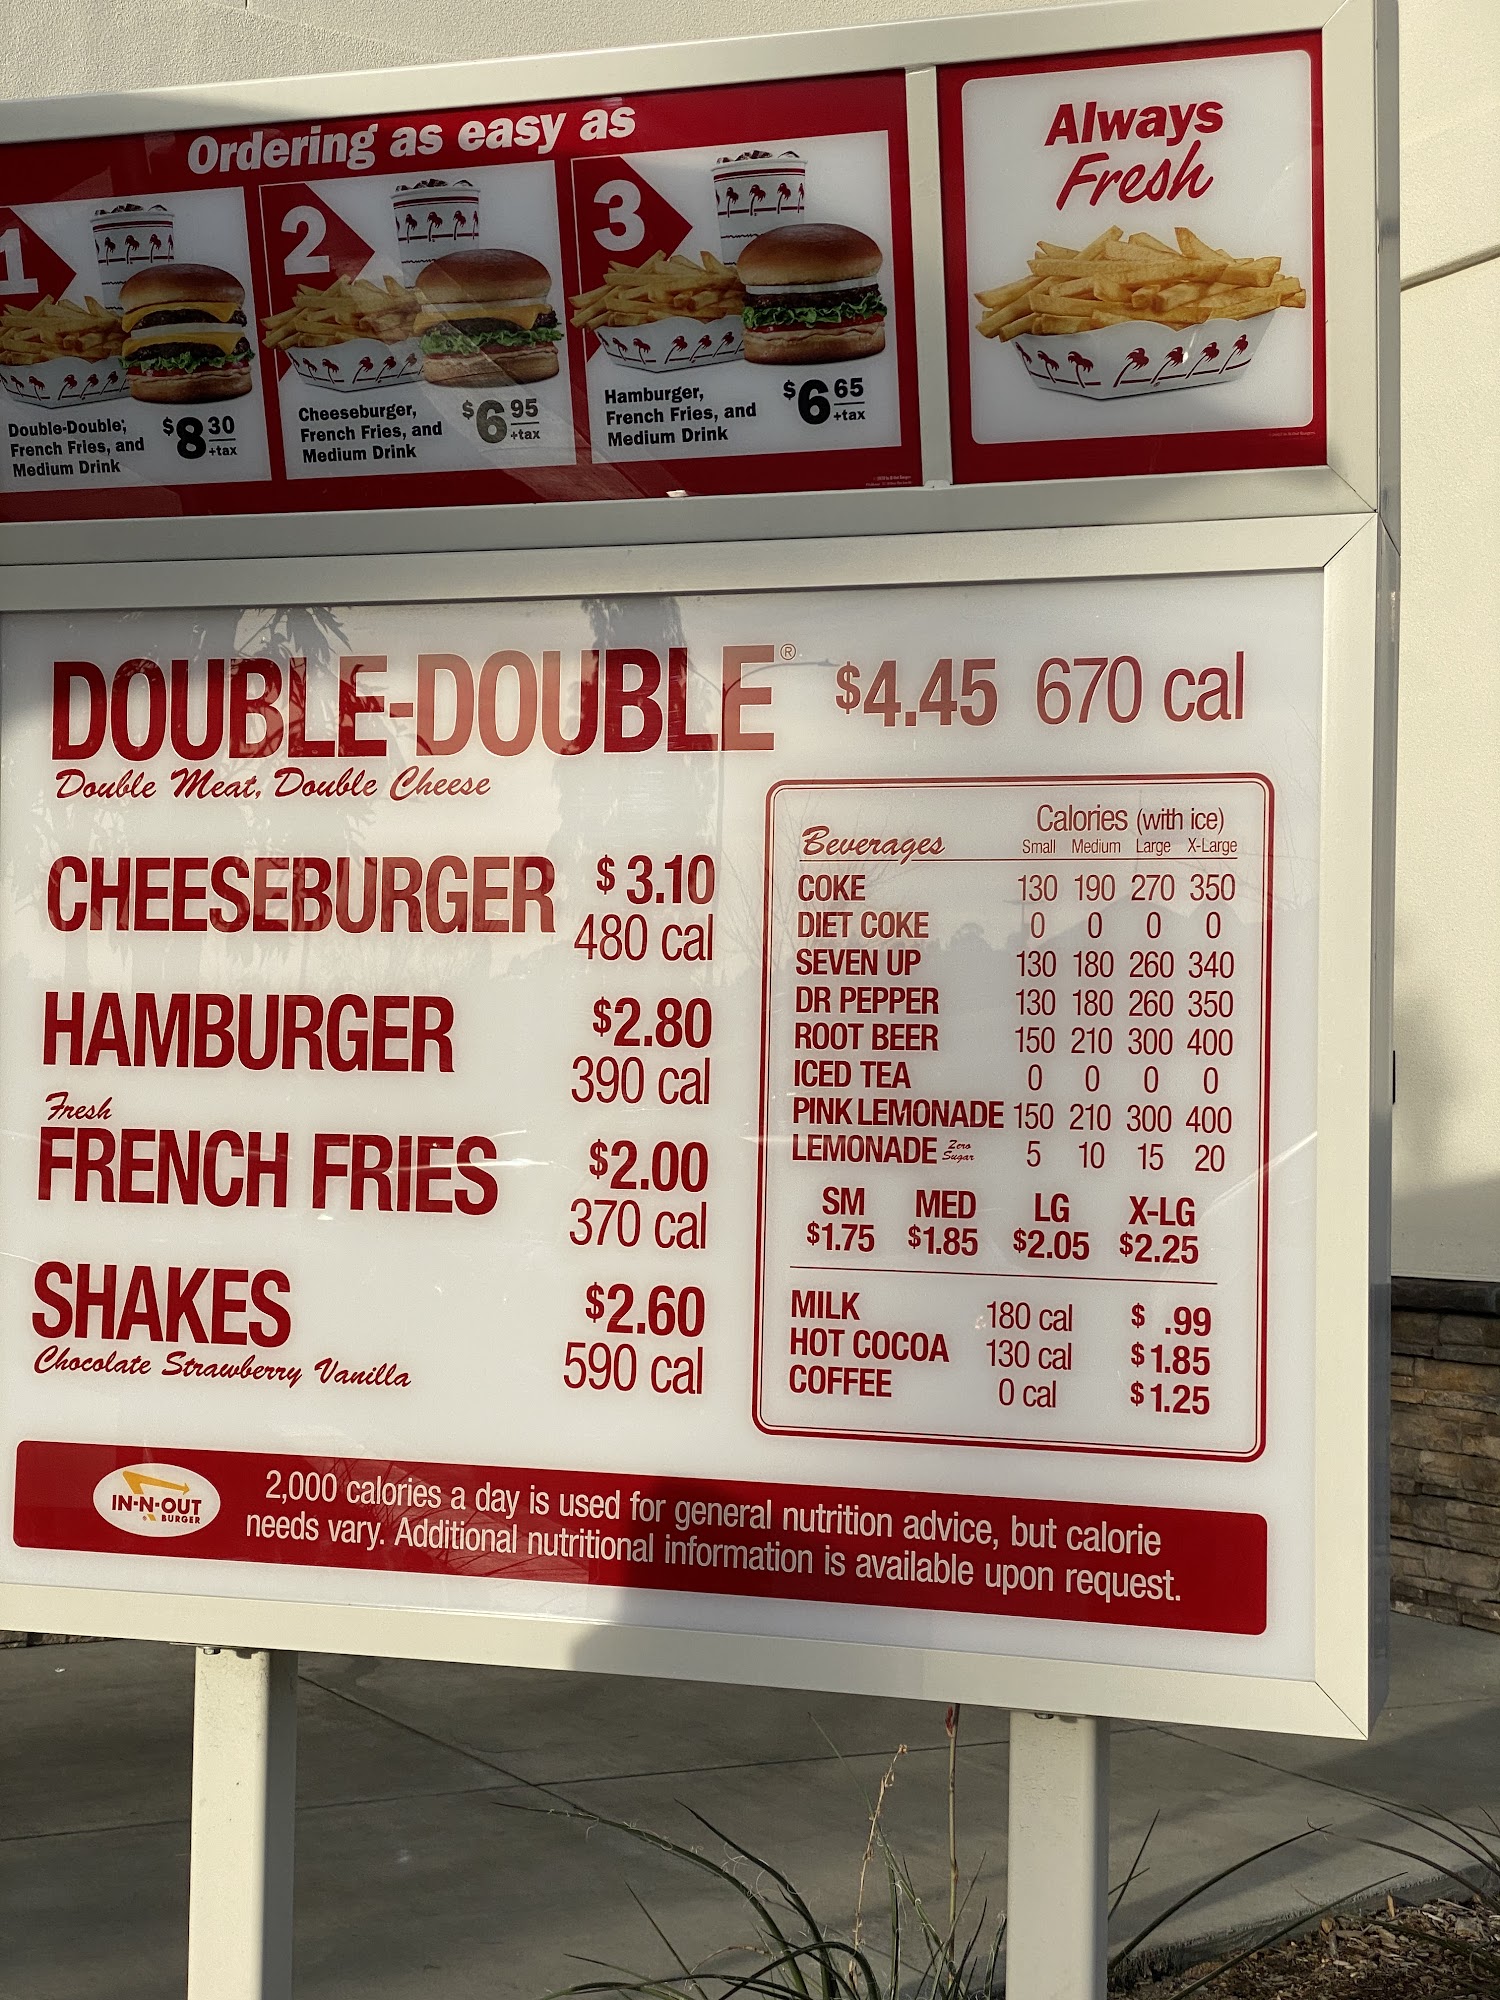 Ordering as easy as
1
Double-Double,
French Fries, and
Medium Drink
$8 30
+tax
2
Cheeseburger,
French Fries, and
Medium Drink
$6 95
+tax
3
Hamburger,
French Fries, and
Medium Drink
$6 65
+tax
Always
Fresh
DOUBLE-DOUBLE® $4.45 670 cal
Double Meat, Double Cheese
CHEESEBURGER $3.10
480 cal
HAMBURGER $2.80
390 cal
Fresh
FRENCH FRIES $2.00
370 cal
SHAKES $2.60
Chocolate Strawberry Vanilla 590 cal
Calories (with ice)
Beverages Small Medium Large X-Large
COKE 130 190 270 350
DIET COKE 0 0 0 0
SEVEN UP 130 180 260 340
DR PEPPER 130 180 260 350
ROOT BEER 150 210 300 400
ICED TEA 0 0 0 0
PINK LEMONADE 150 210 300 400
LEMONADE Zero Sugar 5 10 15 20
SM MED LG X-LG
$1.75 $1.85 $2.05 $2.25
MILK 180 cal $ .99
HOT COCOA 130 cal $1.85
COFFEE 0 cal $1.25
IN-N-OUT
BURGER
2,000 calories a day is used for general nutrition advice, but calorie
needs vary. Additional nutritional information is available upon request.